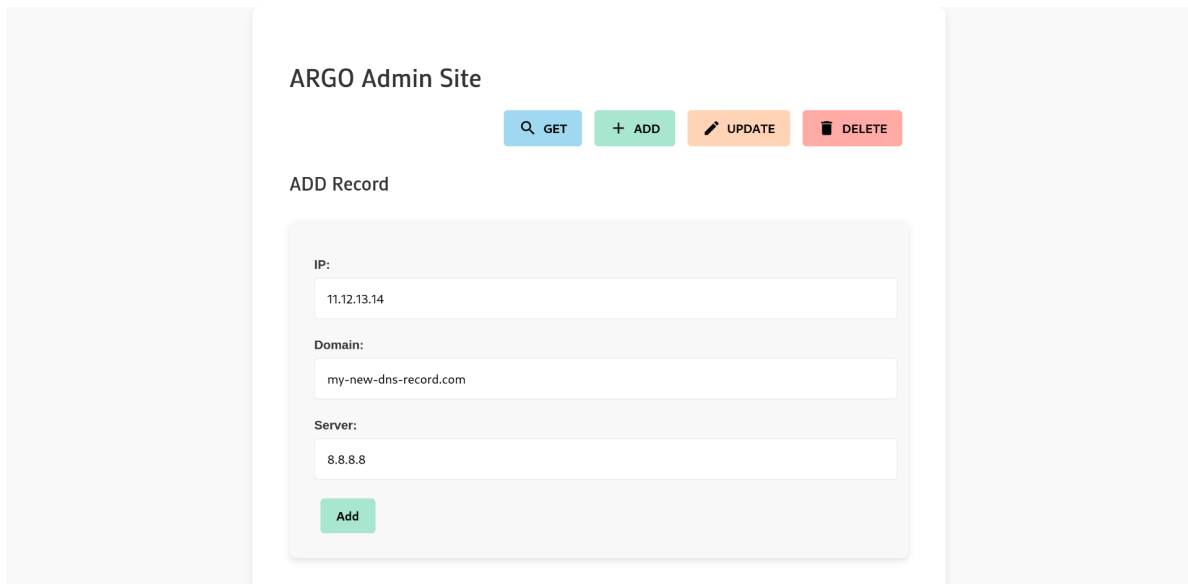 ARGO Admin Site
GET ADD UPDATE DELETE
ADD Record
IP:
11.12.13.14
Domain:
my-new-dns-record.com
Server:
8.8.8.8
Add